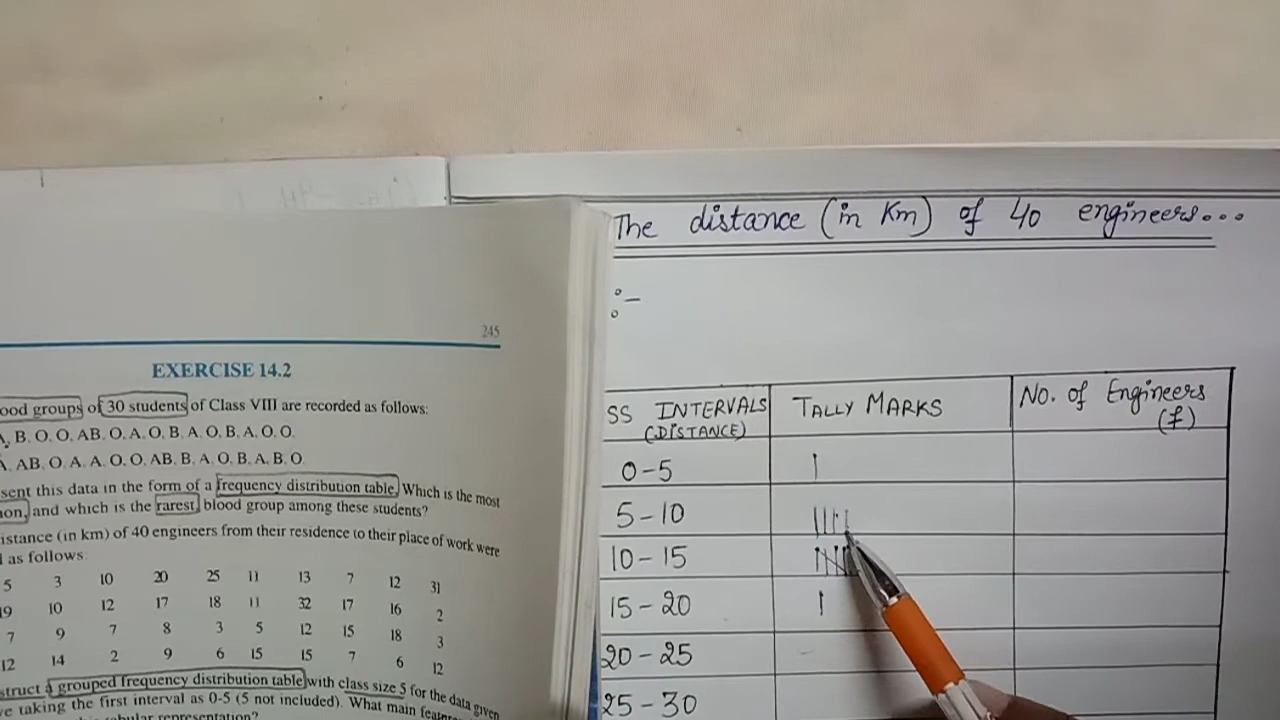 The distance (in Km) of 40 engineers...
:-
245
EXERCISE 14.2
ood groups of 30 students of Class VIII are recorded as follows:
A, B, O, O, AB, O, A, O, B, A, O, B, A, O, O,
A, AB, O, A, A, O, O, AB, B, A, O, B, A, B, O.
sent this data in the form of a frequency distribution table. Which is the most
non, and which is the rarest, blood group among these students?
istance (in km) of 40 engineers from their residence to their place of work were
as follows
5 3 10 20 25 11 13 7 12 31
19 10 12 17 18 11 32 17 16 2
7 9 7 8 3 5 12 15 18 3
12 14 2 9 6 15 15 7 6 12
struct a grouped frequency distribution table with class size 5 for the data given
ve taking the first interval as 0-5 (5 not included). What main
tabular representation?
SS INTERVALS (DISTANCE) TALLY MARKS No. of Engineers (f)
0-5
5-10
10-15
15-20
20-25
25-30